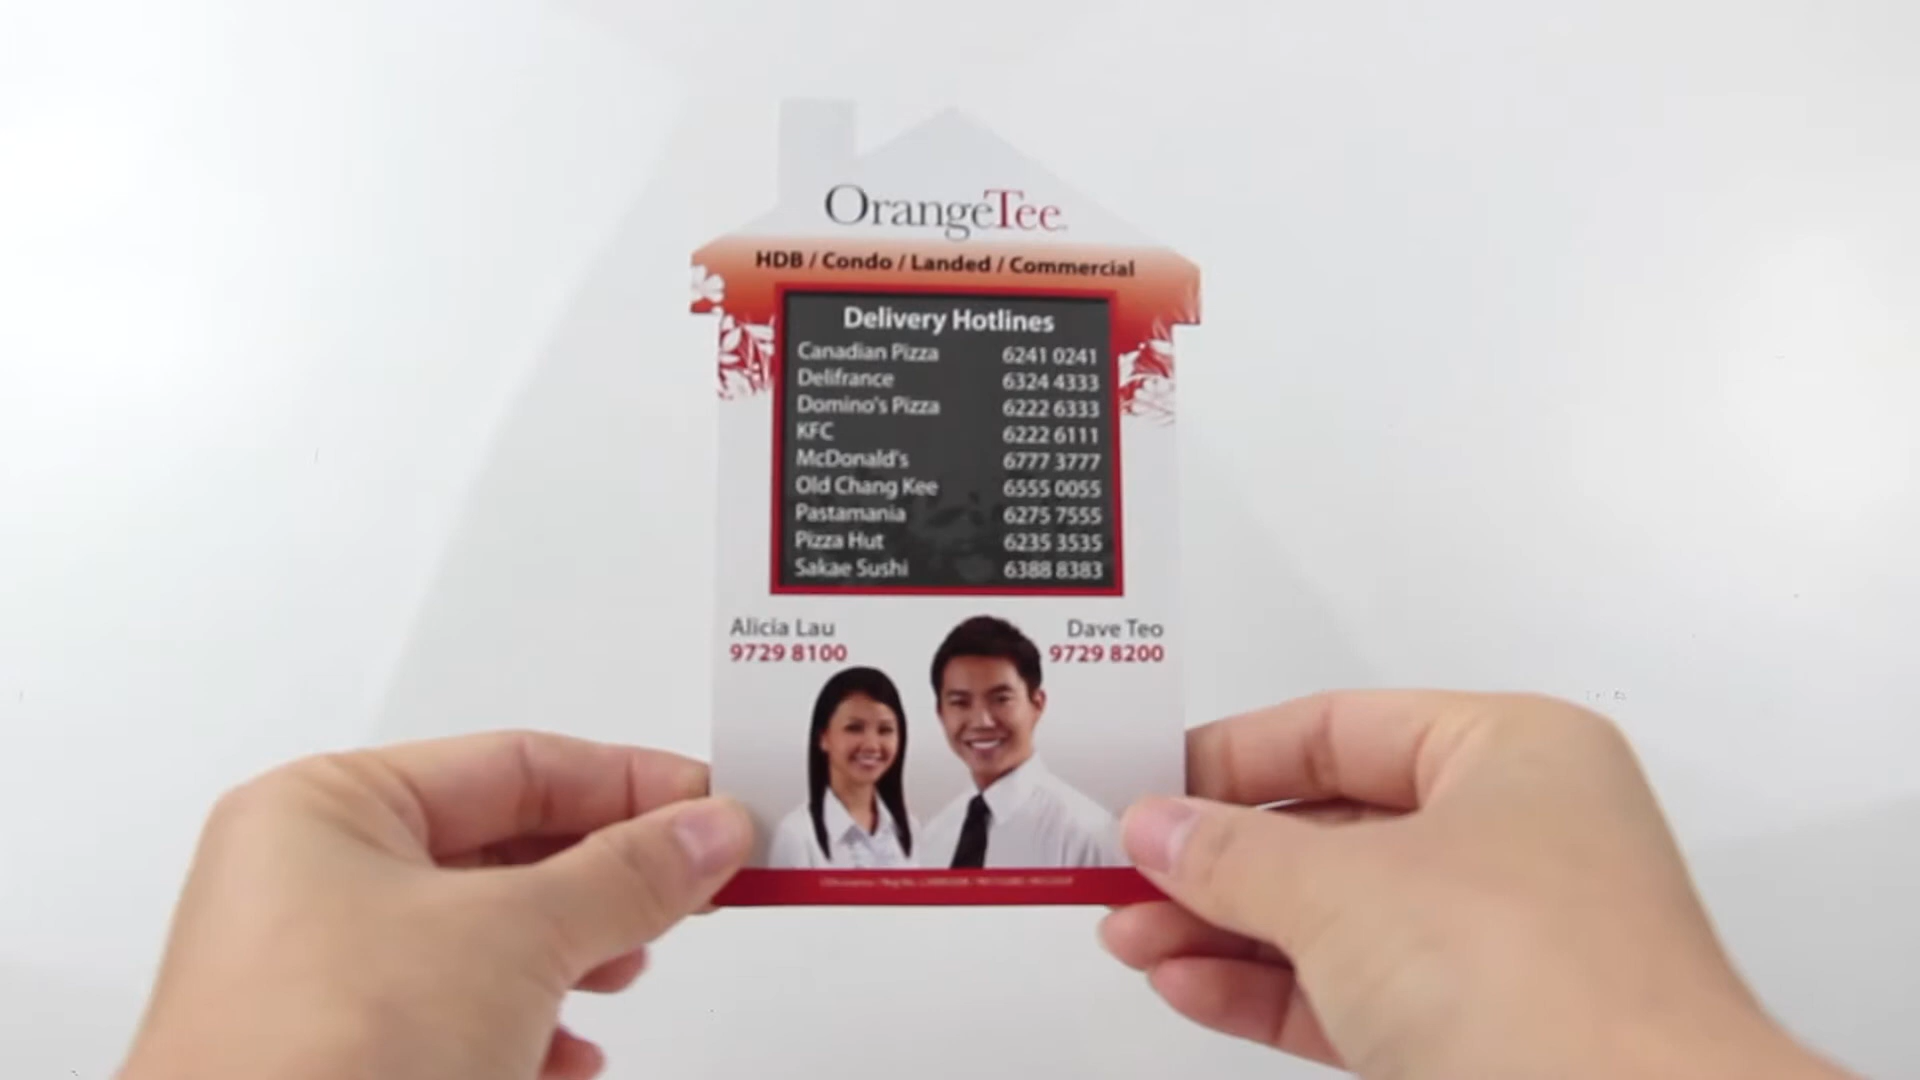 OrangeTee
HDB / Condo / Landed / Commercial
Delivery Hotlines
Canadian Pizza 6241 0241
Delifrance 6324 4333
Domino's Pizza 6222 6333
KFC 6222 6111
McDonald's 6777 3777
Old Chang Kee 6555 0055
Pastamania 6275 7555
Pizza Hut 6235 3535
Sakae Sushi 6388 8383
Alicia Lau Dave Teo
9729 8100 9729 8200